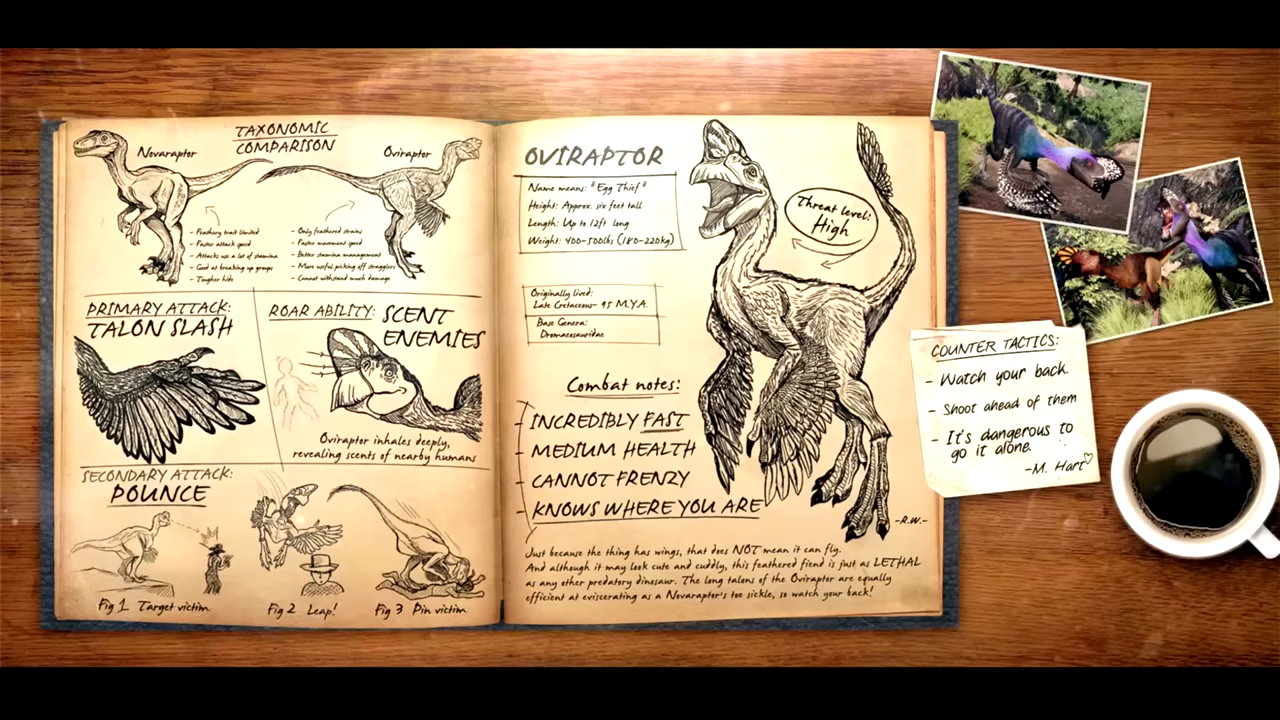 TAXONOMIC
COMPARISON
Novaraptor
Oviraptor
- Feathery trait limited
- Faster attack speed
- Attacks use a lot of stamina
- Good at breaking up groups
- Tougher hits
- Only feathered strains
- Faster movement speed
- Better stamina management
- More useful picking off stragglers
- Cannot withstand much damage
PRIMARY ATTACK:
TALON SLASH
ROAR ABILITY: SCENT
ENEMIES
Oviraptor inhales deeply,
revealing scents of nearby humans
SECONDARY ATTACK:
POUNCE
Fig 1 Target victim
Fig 2 Leap!
Fig 3 Pin victim
OVIRAPTOR
Name means: "Egg Thief"
Height: Approx. six feet tall
Length: Up to 12ft long
Weight: 400-500lbs (180-220kg)
Threat level:
High
Originally lived:
Late Cretaceous- 95 M.Y.A.
Base Genera:
Dromaeosauridae
Combat notes:
- INCREDIBLY FAST
- MEDIUM HEALTH
- CANNOT FRENZY
- KNOWS WHERE YOU ARE
-R.W.-
Just because the thing has wings, that does NOT mean it can fly.
And although it may look cute and cuddly, this feathered fiend is just as LETHAL
as any other predatory dinosaur. The long talons of the Oviraptor are equally
efficient at eviscerating as a Novaraptor's toe sickle, so watch your back!
COUNTER TACTICS:
- Watch your back.
- Shoot ahead of them
- It's dangerous to
go it alone.
-M. Hart♡